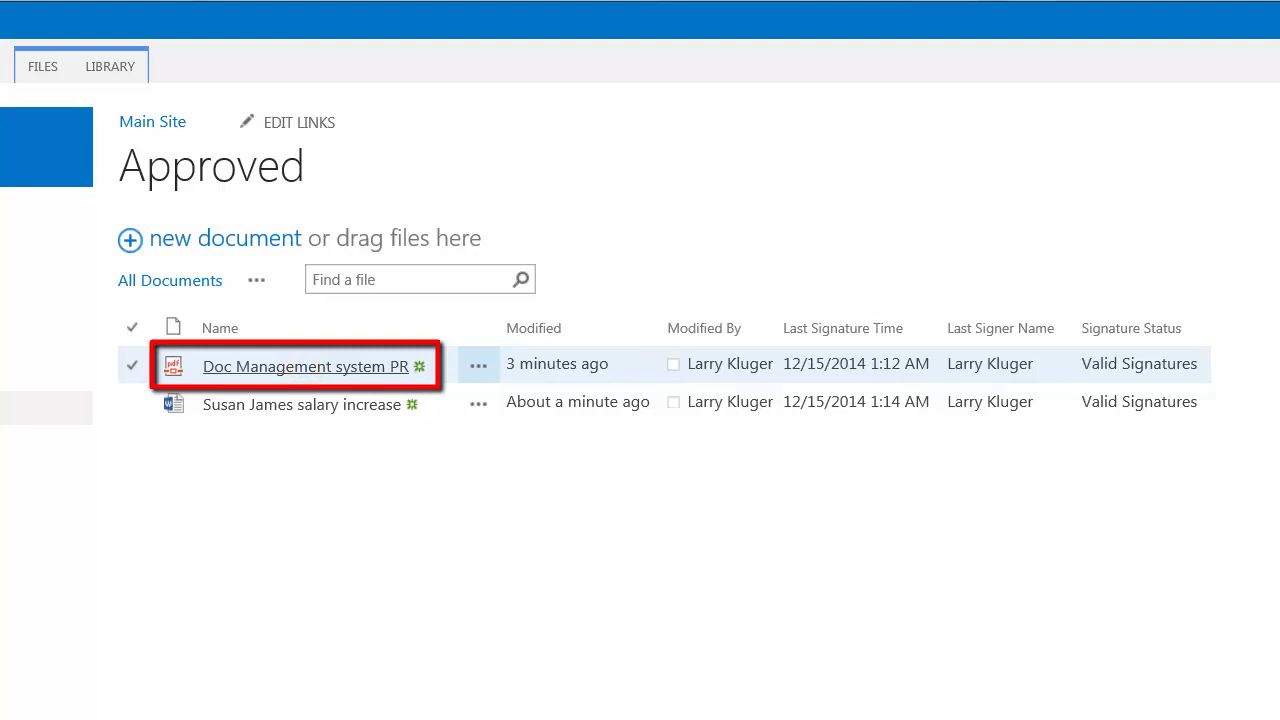 FILES LIBRARY
Main Site EDIT LINKS
Approved
new document or drag files here
All Documents ••• Find a file
Name Modified Modified By Last Signature Time Last Signer Name Signature Status
pdf Doc Management system PR ••• 3 minutes ago Larry Kluger 12/15/2014 1:12 AM Larry Kluger Valid Signatures
W Susan James salary increase ••• About a minute ago Larry Kluger 12/15/2014 1:14 AM Larry Kluger Valid Signatures